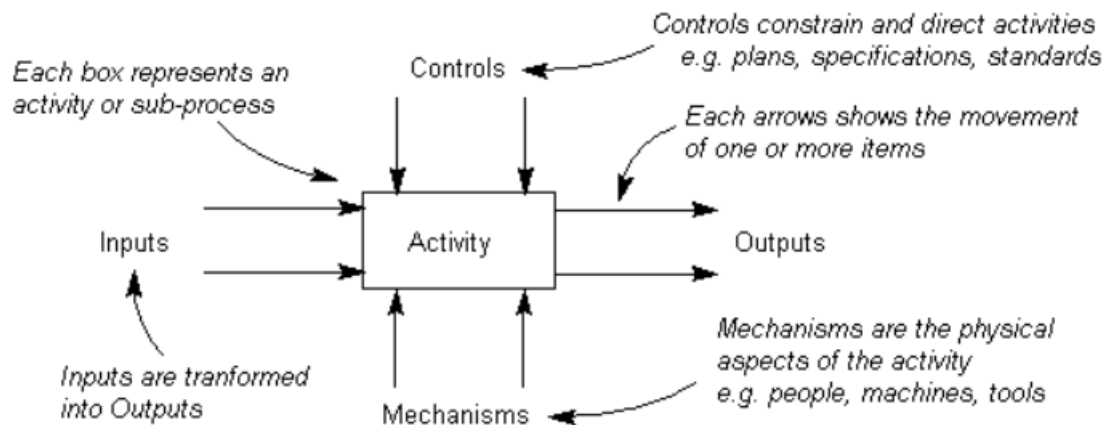 Controls constrain and direct activities
e.g. plans, specifications, standards
Controls
Each box represents an
activity or sub-process
Each arrows shows the movement
of one or more items
Inputs
Activity
Outputs
Mechanisms are the physical
aspects of the activity
e.g. people, machines, tools
Inputs are tranformed
into Outputs
Mechanisms